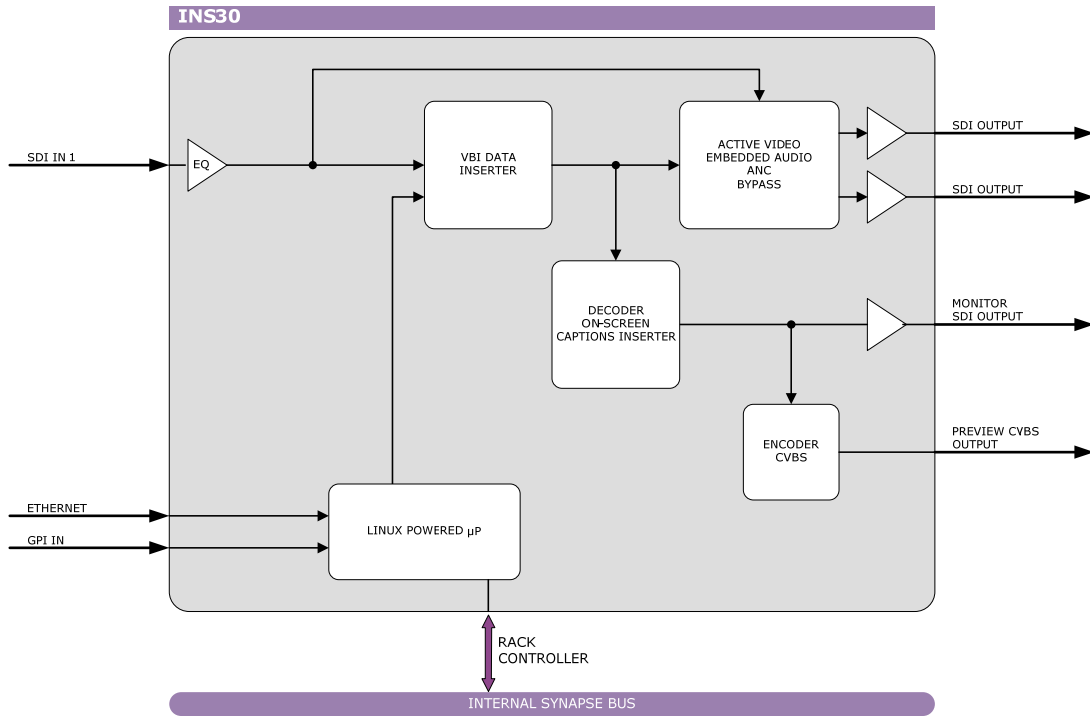 INS30
SDI IN 1
EQ
VBI DATA
INSERTER
ACTIVE VIDEO
EMBEDDED AUDIO
ANC
BYPASS
SDI OUTPUT
SDI OUTPUT
DECODER
ON-SCREEN
CAPTIONS INSERTER
MONITOR
SDI OUTPUT
ENCODER
CVBS
PREVIEW CVBS
OUTPUT
ETHERNET
GPI IN
LINUX POWERED µP
RACK
CONTROLLER
INTERNAL SYNAPSE BUS